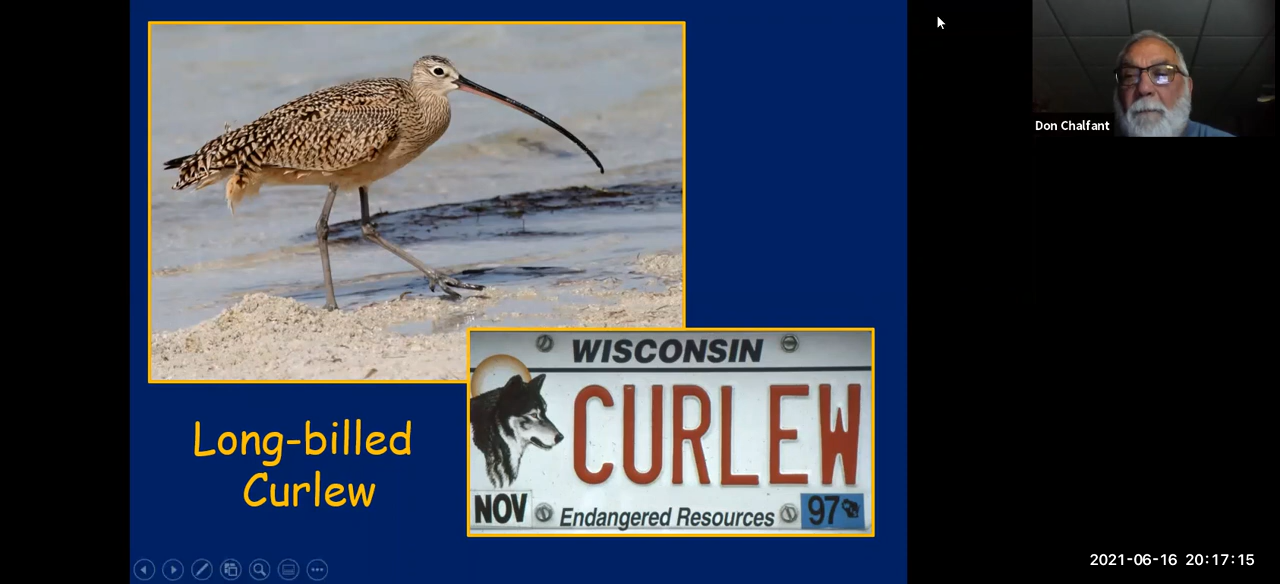 Long-billed
Curlew
WISCONSIN
CURLEW
NOV
Endangered Resources
97
Don Chalfant
2021-06-16 20:17:15